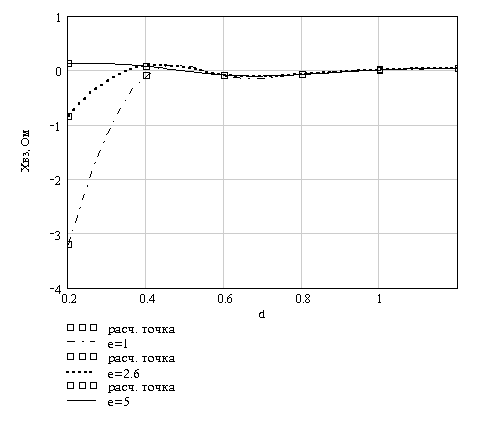 1
0
-1
-2
-3
-4
0.2
0.4
0.6
0.8
1
Xвз, Ом
d
расч. точка
e=1
расч. точка
e=2.6
расч. точка
e=5